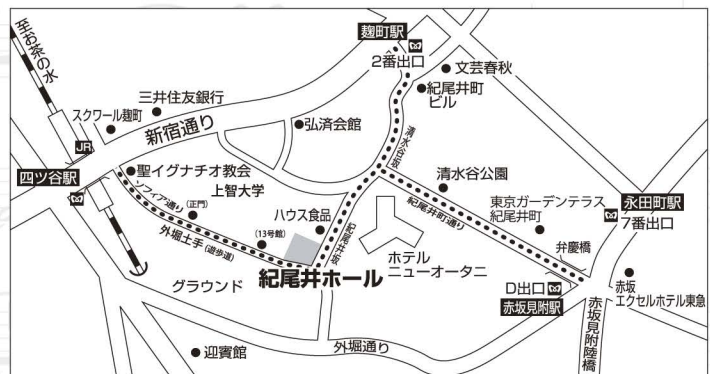 至お茶の水
麹町駅
2番出口
文芸春秋
紀尾井町
ビル
三井住友銀行
スクワール麹町
新宿通り
弘済会館
清水谷坂
JR
四ツ谷駅
聖イグナチオ教会
上智大学
ソフィア通り
(正門)
外堀土手(遊歩道)
(13号館)
ハウス食品
紀尾井坂
清水谷公園
紀尾井町通り
東京ガーデンテラス
紀尾井町
永田町駅
7番出口
弁慶橋
ホテル
ニューオータニ
紀尾井ホール
グラウンド
D出口
赤坂見附駅
赤坂
エクセルホテル東急
赤坂見附陸橋
外堀通り
迎賓館